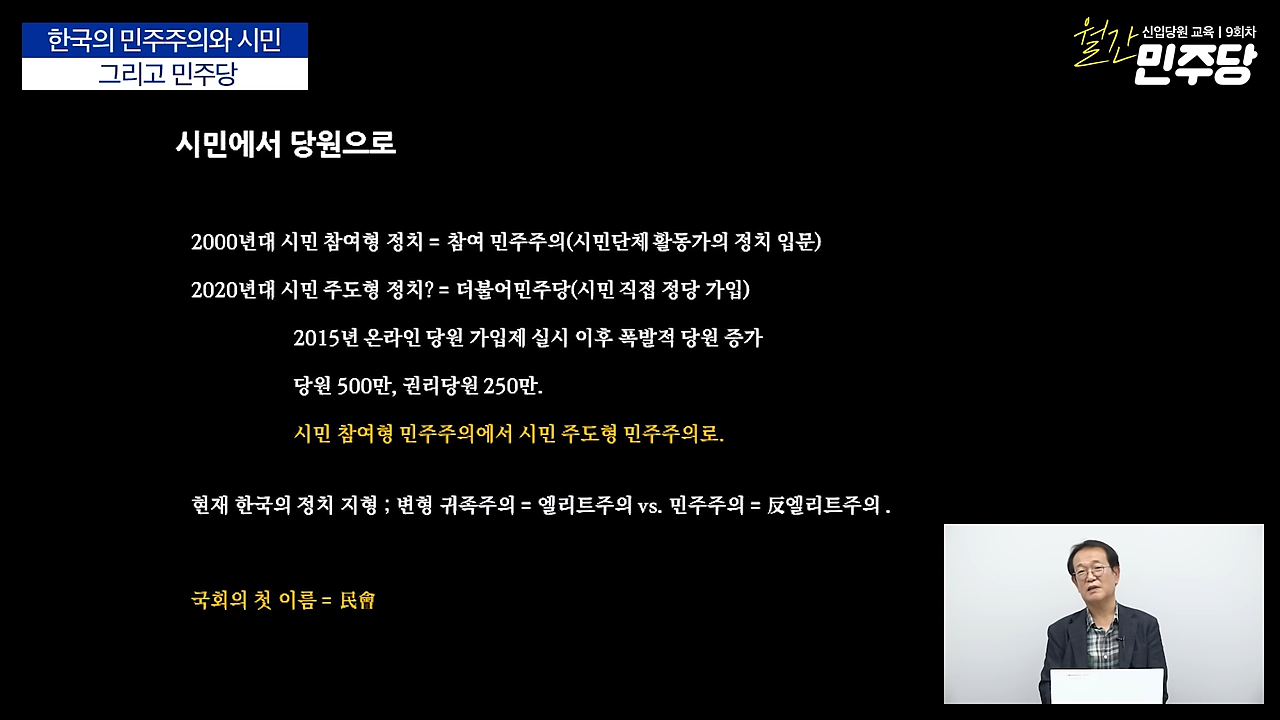 한국의 민주주의와 시민
그리고 민주당
월간
신입당원 교육 | 9회차
민주당
시민에서 당원으로
2000년대 시민 참여형 정치 = 참여 민주주의(시민단체 활동가의 정치 입문)
2020년대 시민 주도형 정치? = 더불어민주당(시민 직접 정당 가입)
2015년 온라인 당원 가입제 실시 이후 폭발적 당원 증가
당원 500만, 권리당원 250만.
시민 참여형 민주주의에서 시민 주도형 민주주의로.
현재 한국의 정치 지형 ; 변형 귀족주의 = 엘리트주의 vs. 민주주의 = 反엘리트주의 .
국회의 첫 이름 = 民會